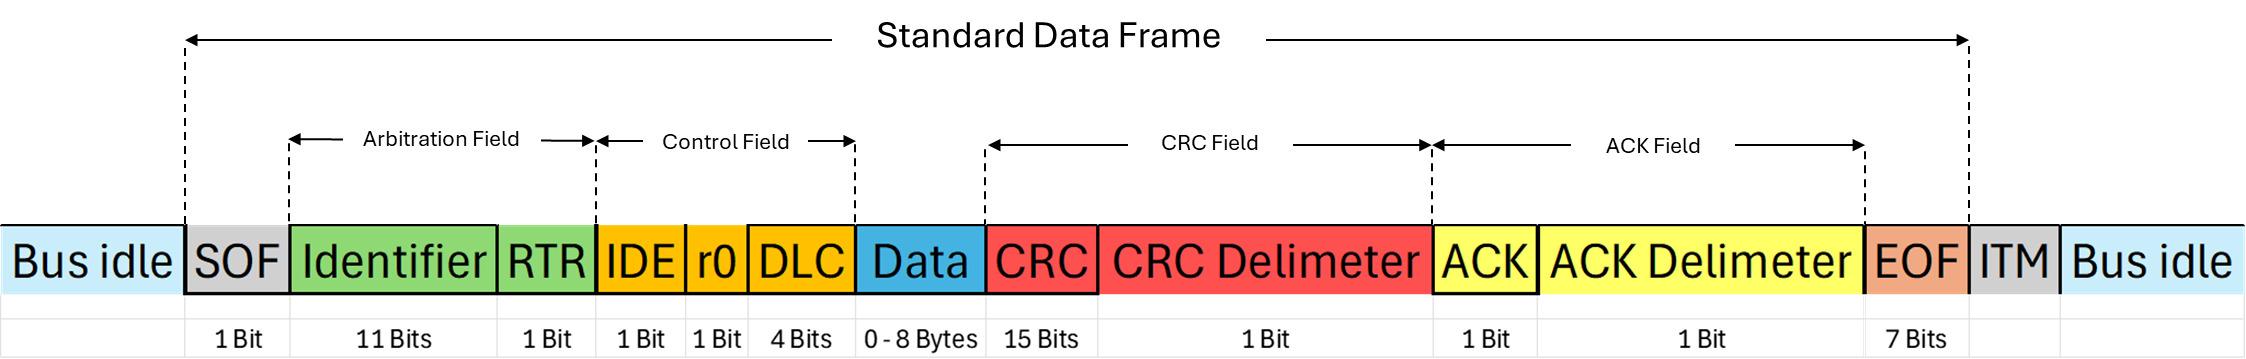 Standard Data Frame
Arbitration Field Control Field CRC Field ACK Field
Bus idle SOF Identifier RTR IDE r0 DLC Data CRC CRC Delimeter ACK ACK Delimeter EOF ITM Bus idle
1 Bit 11 Bits 1 Bit 1 Bit 1 Bit 4 Bits 0 - 8 Bytes 15 Bits 1 Bit 1 Bit 1 Bit 7 Bits